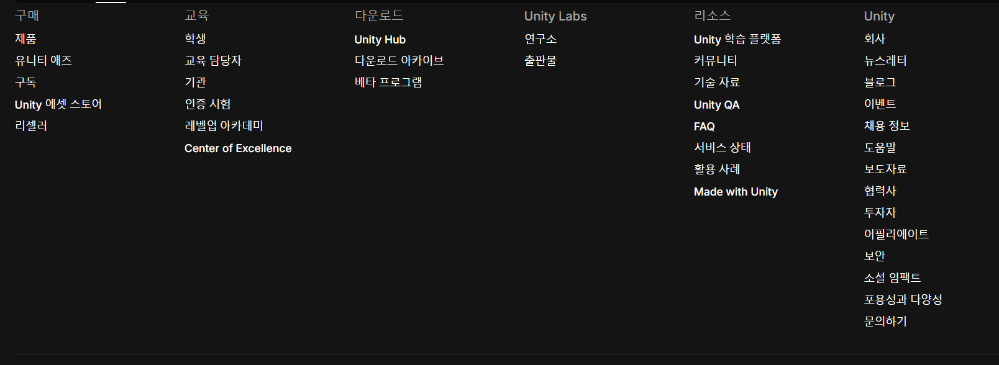 구매
제품
유니티 애즈
구독
Unity 에셋 스토어
리셀러
교육
학생
교육 담당자
기관
인증 시험
레벨업 아카데미
Center of Excellence
다운로드
Unity Hub
다운로드 아카이브
베타 프로그램
Unity Labs
연구소
출판물
리소스
Unity 학습 플랫폼
커뮤니티
기술 자료
Unity QA
FAQ
서비스 상태
활용 사례
Made with Unity
Unity
회사
뉴스레터
블로그
이벤트
채용 정보
도움말
보도자료
협력사
투자자
어필리에이트
보안
소셜 임팩트
포용성과 다양성
문의하기